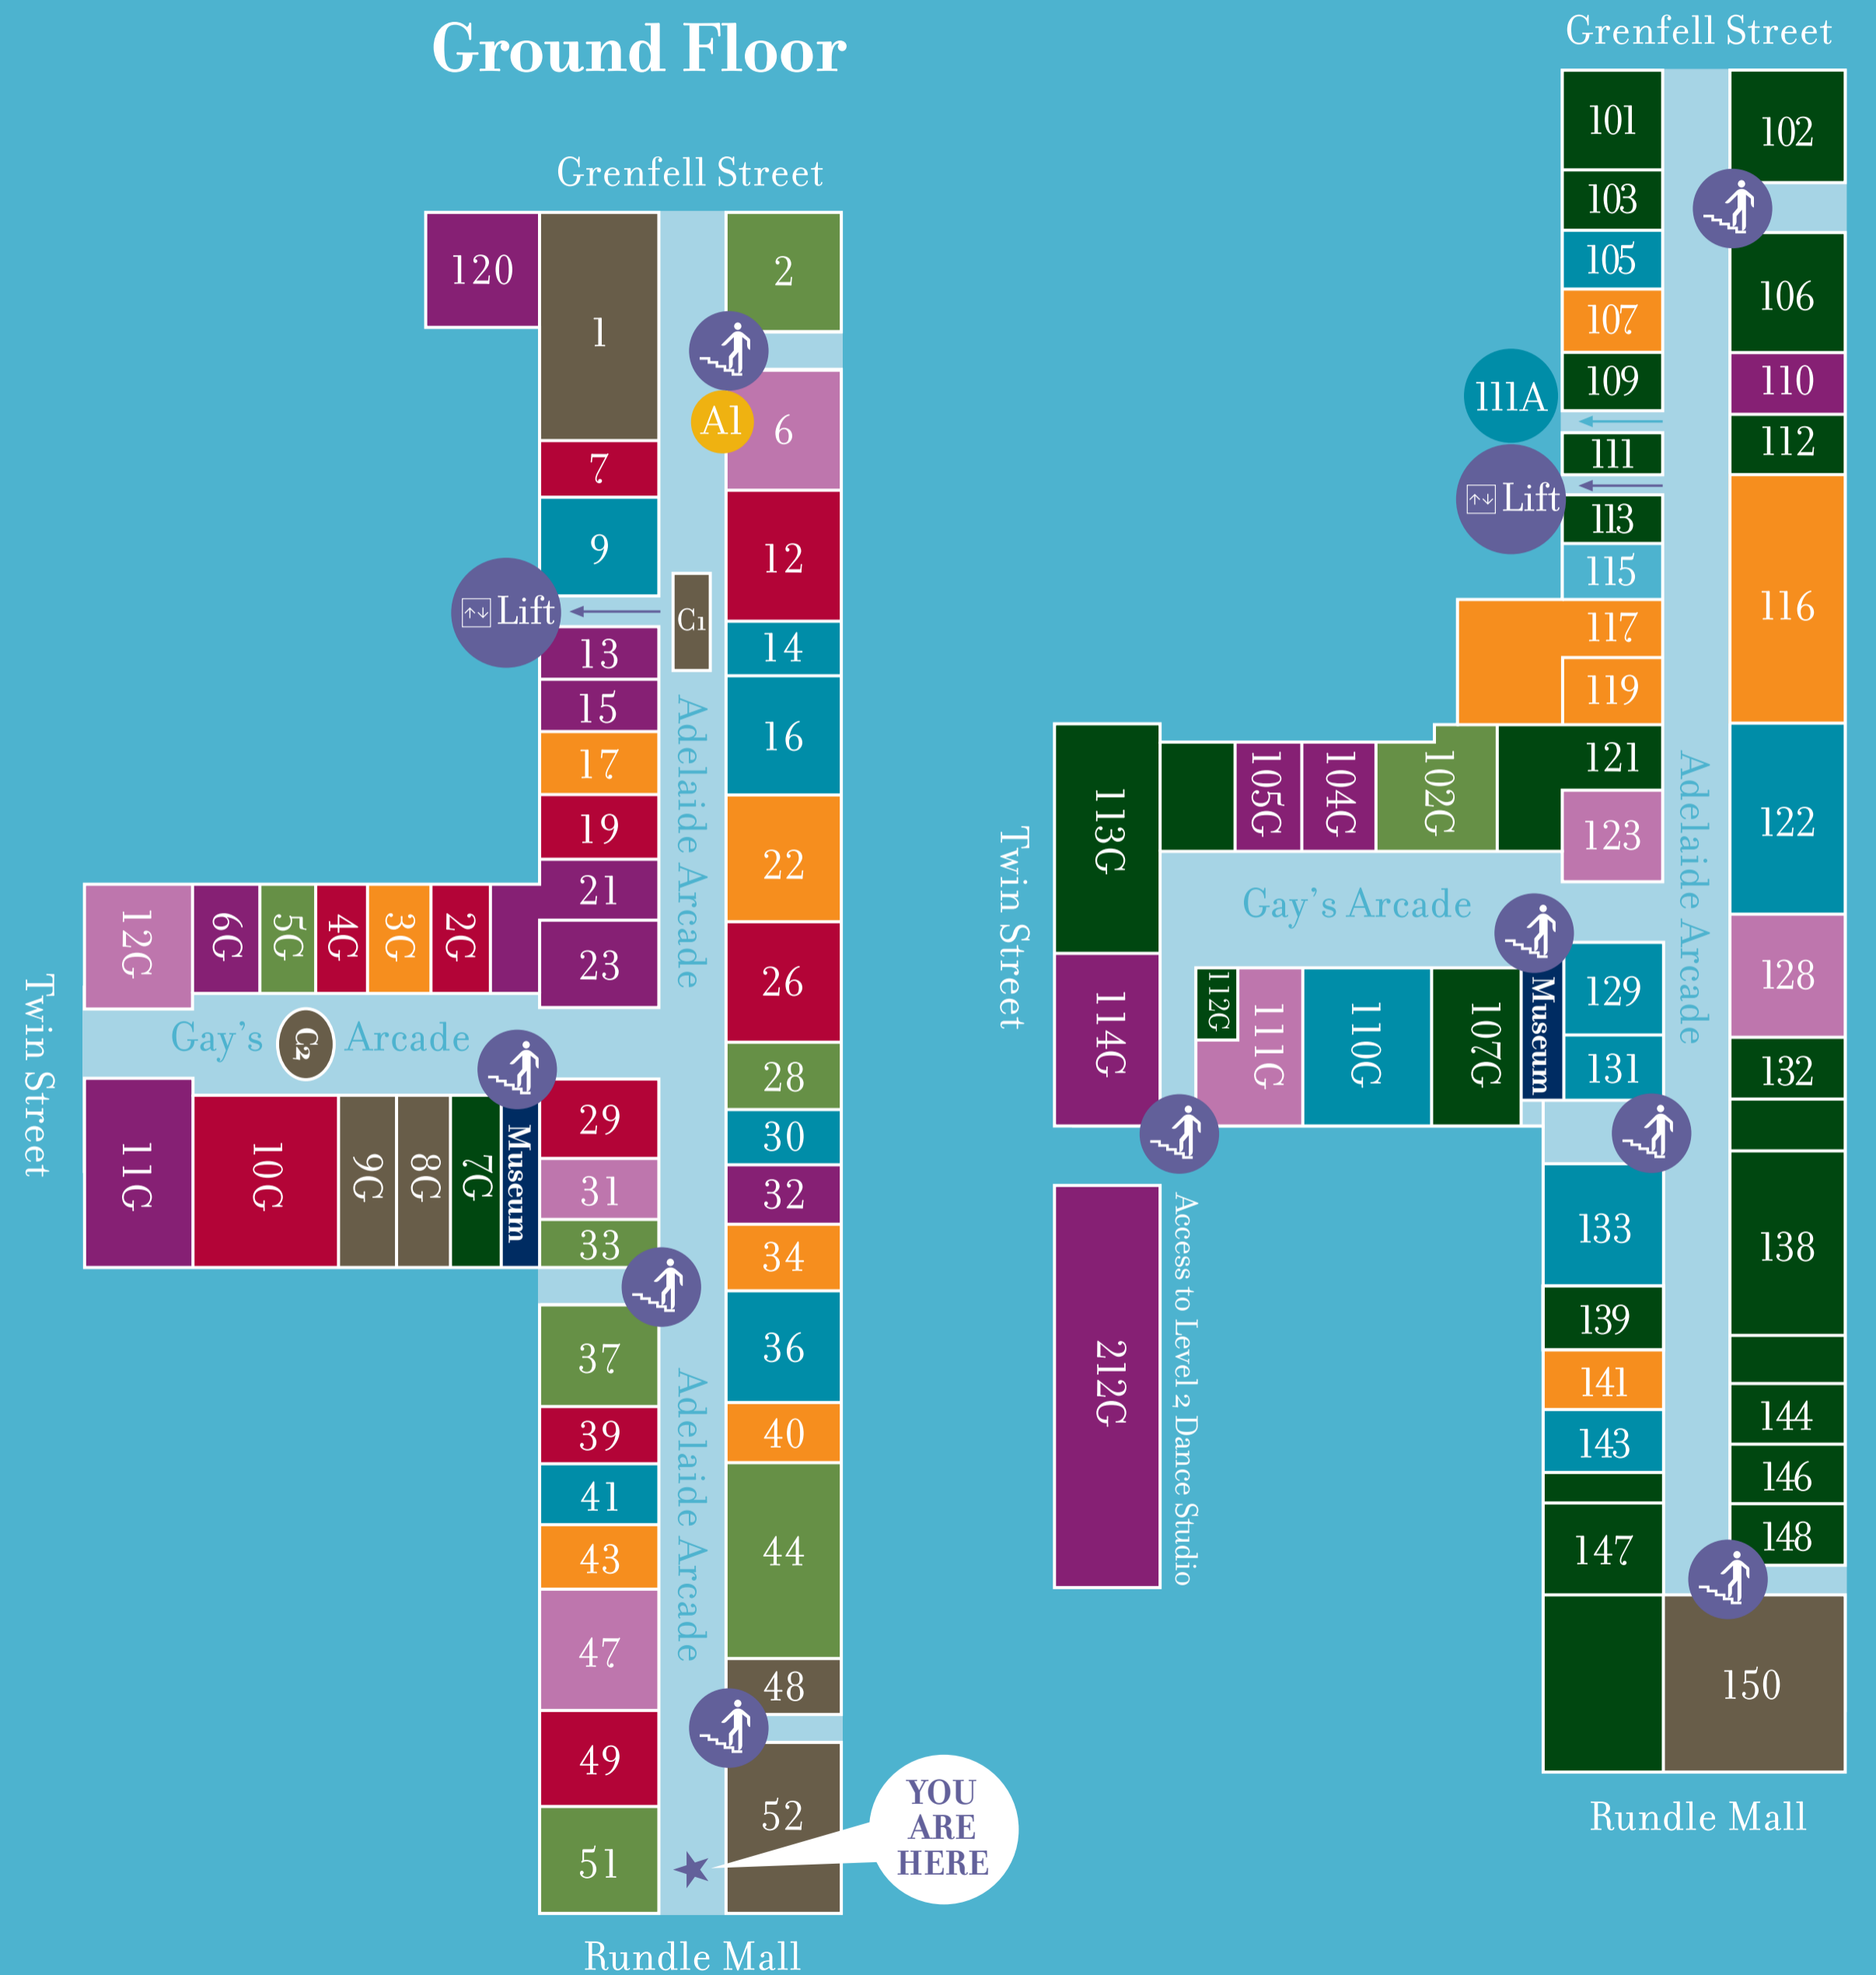 Ground Floor
Grenfell Street
120
1
2
A1
6
7
9
12
Lift
C1
13
14
15
16
Adelaide Arcade
17
19
21
22
23
26
12G
6G
5G
4G
3G
2G
Twin Street
Gay's
C2
Arcade
11G
10G
9G
8G
7G
Museum
28
29
30
31
32
33
34
36
37
39
40
Adelaide Arcade
41
43
44
47
48
49
51
52
YOU
ARE
HERE
Rundle Mall
Grenfell Street
101
102
103
105
106
107
109
110
111A
112
111
Lift
113
115
116
117
119
121
122
123
Adelaide Arcade
113G
105G
104G
102G
Twin Street
Gay's Arcade
114G
112G
111G
110G
107G
Museum
128
129
131
132
133
138
139
141
143
144
146
147
148
150
212G
Access to Level 2 Dance Studio
Rundle Mall